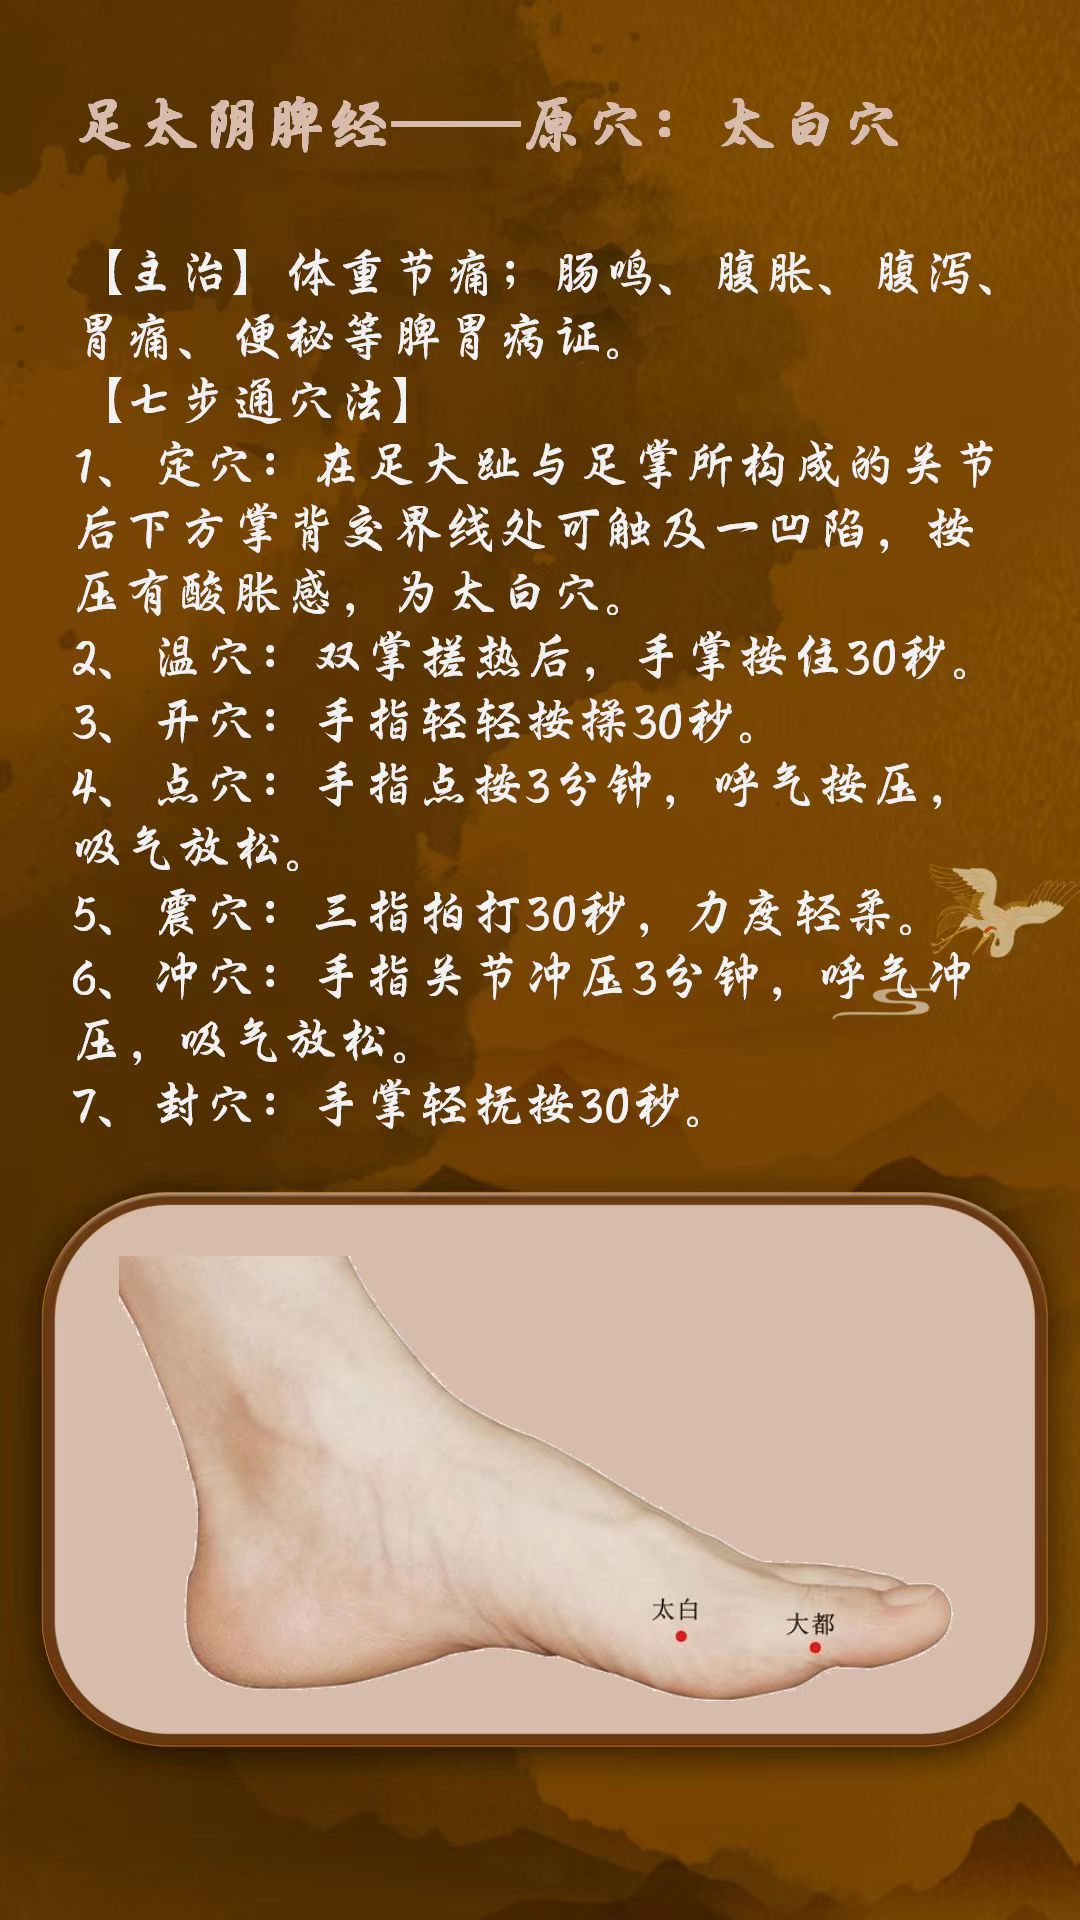 足太阴脾经——原穴：太白穴
【主治】体重节痛；肠鸣、腹胀、腹泻、
胃痛、便秘等脾胃病证。
【七步通穴法】
1、定穴：在足大趾与足掌所构成的关节
后下方掌背交界线处可触及一凹陷，按
压有酸胀感，为太白穴。
2、温穴：双掌搓热后，手掌按住30秒。
3、开穴：手指轻轻按揉30秒。
4、点穴：手指点按3分钟，呼气按压，
吸气放松。
5、震穴：三指拍打30秒，力度轻柔。
6、冲穴：手指关节冲压3分钟，呼气冲
压，吸气放松。
7、封穴：手掌轻抚按30秒。
太白
大都